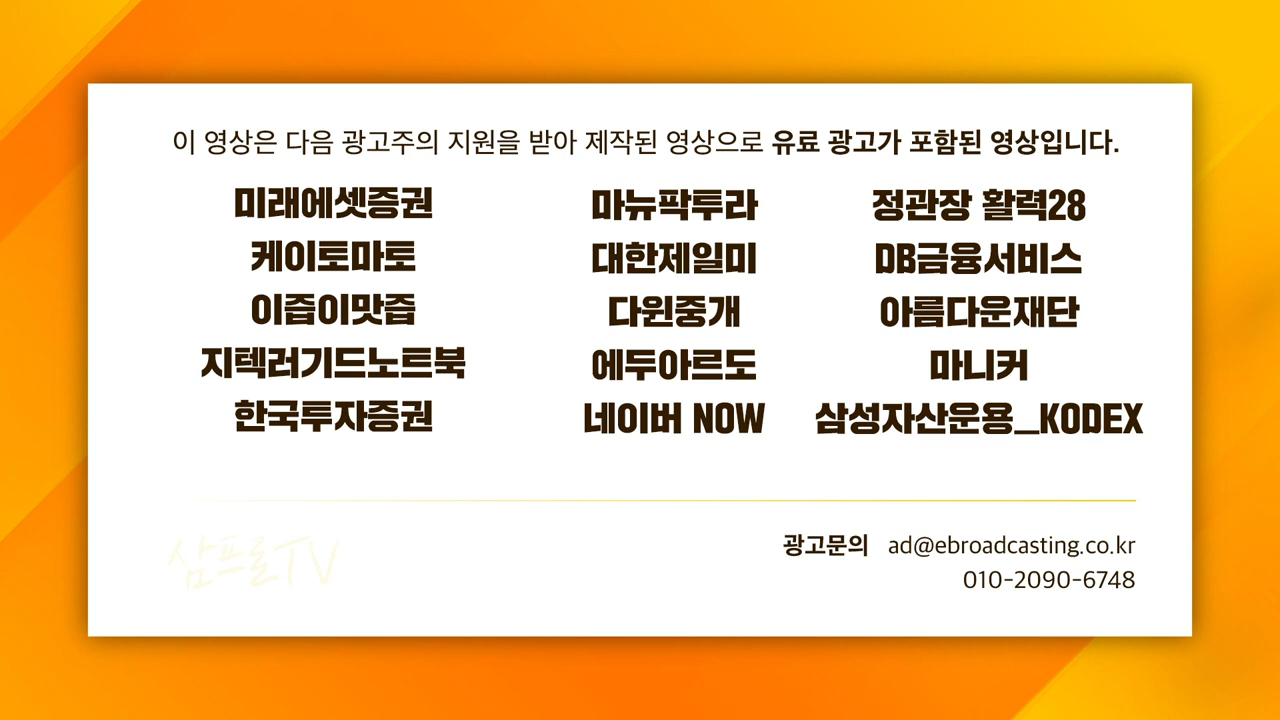 이 영상은 다음 광고주의 지원을 받아 제작된 영상으로 유료 광고가 포함된 영상입니다.
미래에셋증권 마뉴팍투라 정관장 활력28
케이토마토 대한제일미 DB금융서비스
이즙이맛즙 다윈중개 아름다운재단
지텍러기드노트북 에두아르도 마니커
한국투자증권 네이버 NOW 삼성자산운용_KODEX
삼프로TV
광고문의 ad@ebroadcasting.co.kr
010-2090-6748